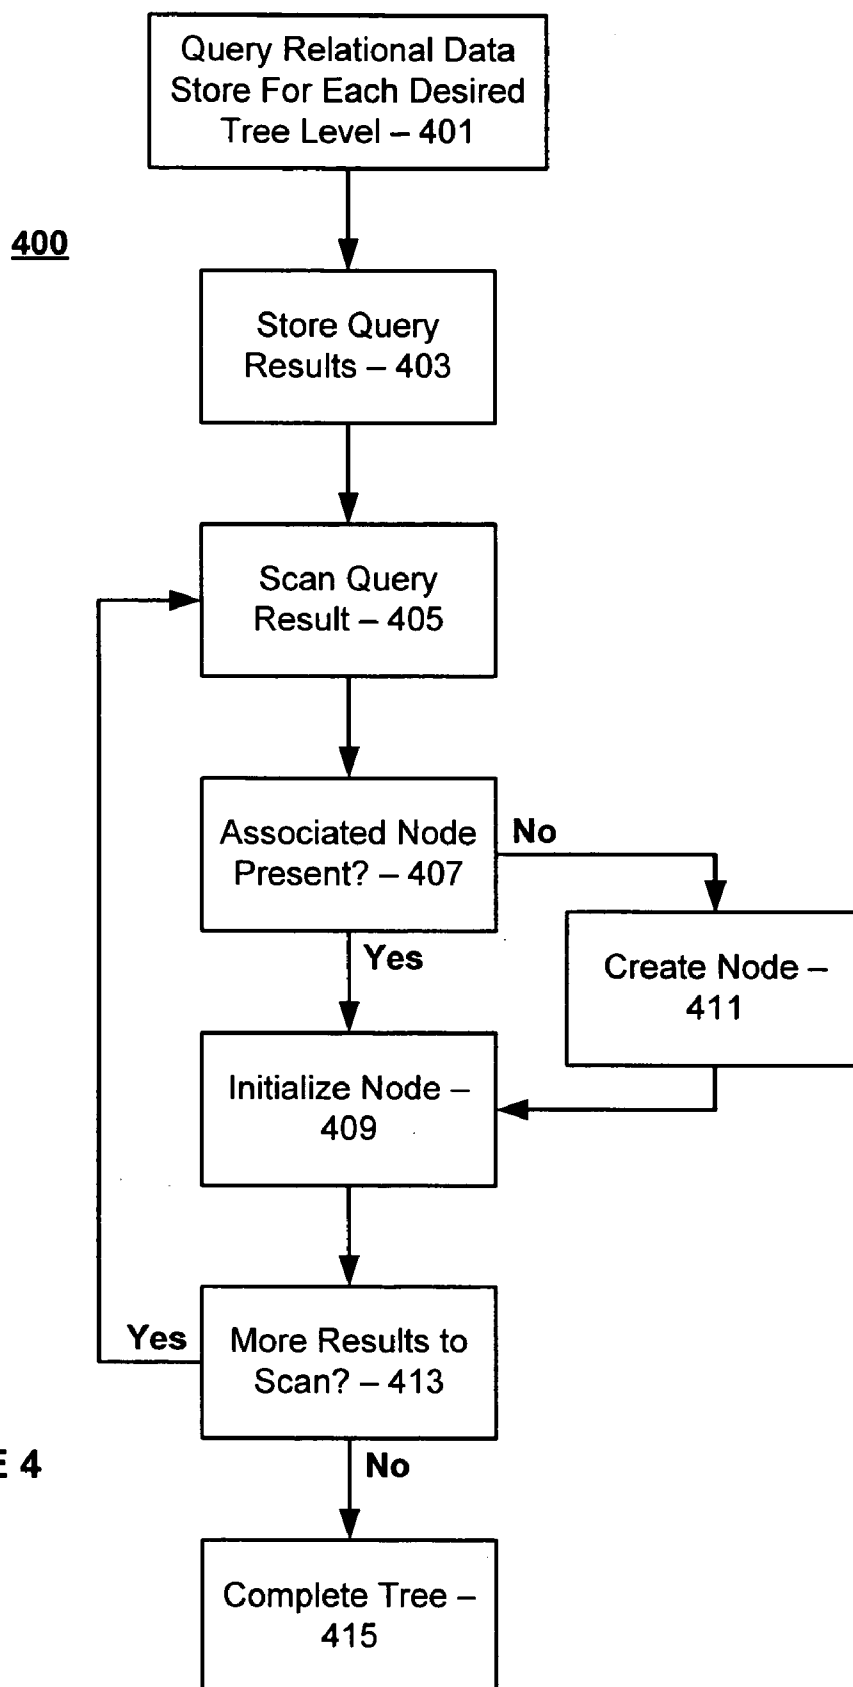 Query Relational Data
Store For Each Desired
Tree Level – 401
400
Store Query
Results – 403
Scan Query
Result – 405
Associated Node
Present? – 407
No
Yes
Create Node –
411
Initialize Node –
409
Yes
More Results to
Scan? – 413
E 4
No
Complete Tree –
415